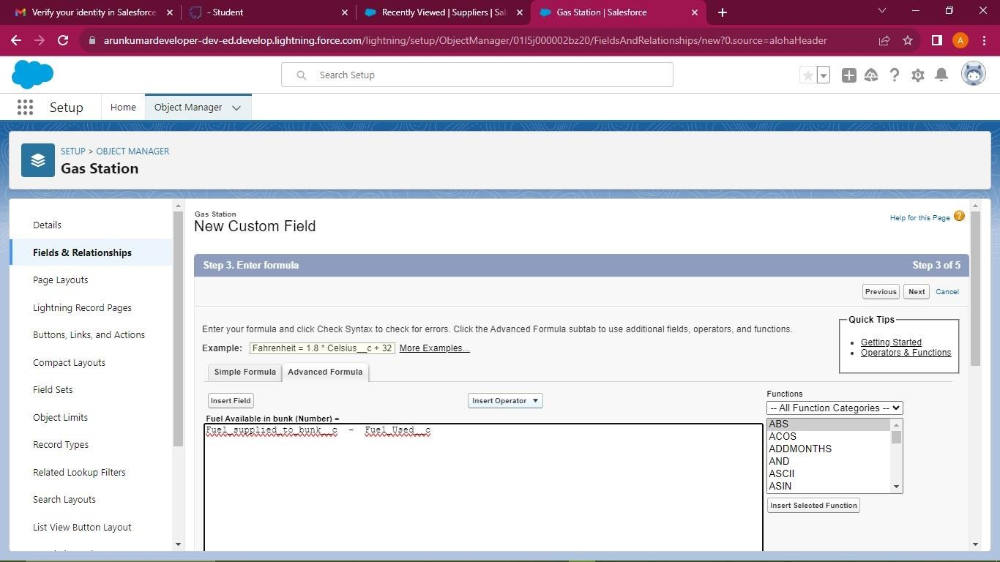 Verify your identity in Salesforce
- Student
Recently Viewed | Suppliers | Sal
Gas Station | Salesforce
arunkumardeveloper-dev-ed.develop.lightning.force.com/lightning/setup/ObjectManager/01I5j000002bz20/FieldsAndRelationships/new?0.source=alohaHeader
A
Search Setup
Setup
Home
Object Manager
SETUP > OBJECT MANAGER
Gas Station
Details
Fields & Relationships
Page Layouts
Lightning Record Pages
Buttons, Links, and Actions
Compact Layouts
Field Sets
Object Limits
Record Types
Related Lookup Filters
Search Layouts
List View Button Layout
Gas Station
New Custom Field
Help for this Page
Step 3. Enter formula
Step 3 of 5
Previous
Next
Cancel
Enter your formula and click Check Syntax to check for errors. Click the Advanced Formula subtab to use additional fields, operators, and functions.
Example: Fahrenheit = 1.8 * Celsius__c + 32 More Examples...
Quick Tips
• Getting Started
• Operators & Functions
Simple Formula
Advanced Formula
Insert Field
Insert Operator
Fuel Available in bunk (Number) =
Fuel_supplied_to_bunk__c - Fuel_Used__c
Functions
-- All Function Categories --
ABS
ACOS
ADDMONTHS
AND
ASCII
ASIN
Insert Selected Function